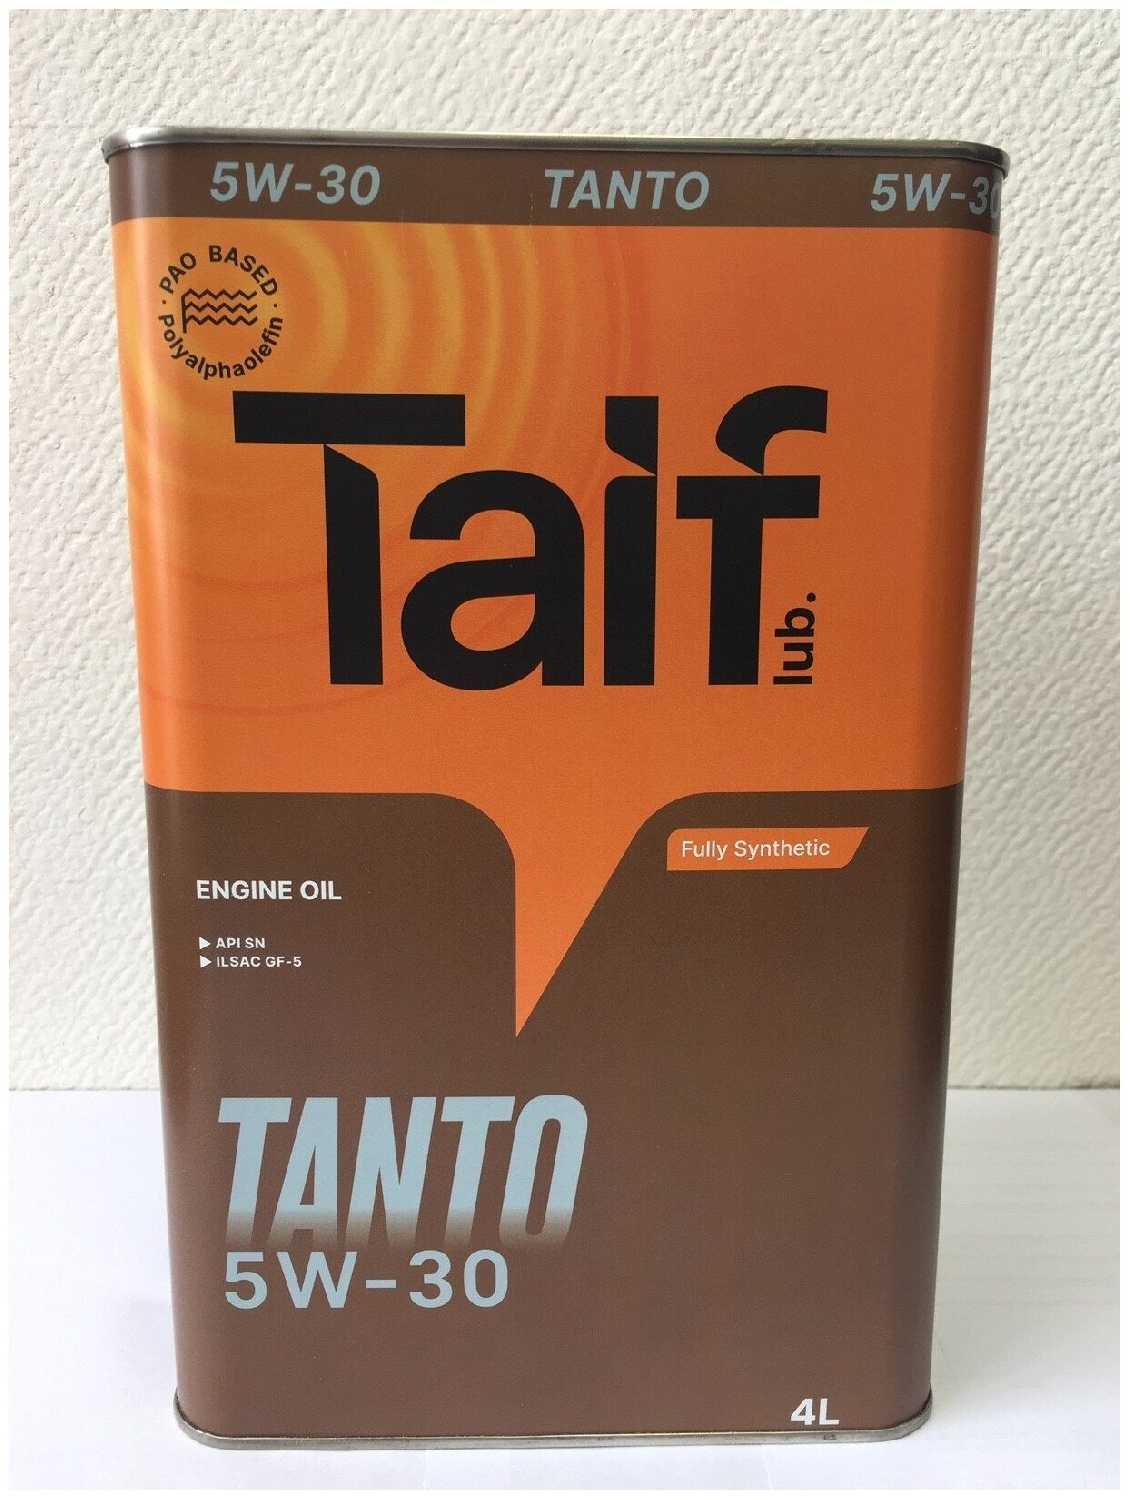 5W-30 TANTO 5W-30
· PAO BASED ·
Polyalphaolefin
Taif
lub.
Fully Synthetic
ENGINE OIL
▶ API SN
▶ ILSAC GF-5
TANTO
5W-30
4L